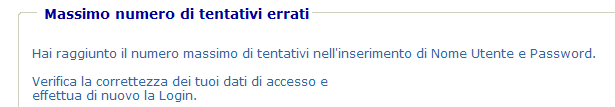 Massimo numero di tentativi errati
Hai raggiunto il numero massimo di tentativi nell'inserimento di Nome Utente e Password.
Verifica la correttezza dei tuoi dati di accesso e
effettua di nuovo la Login.